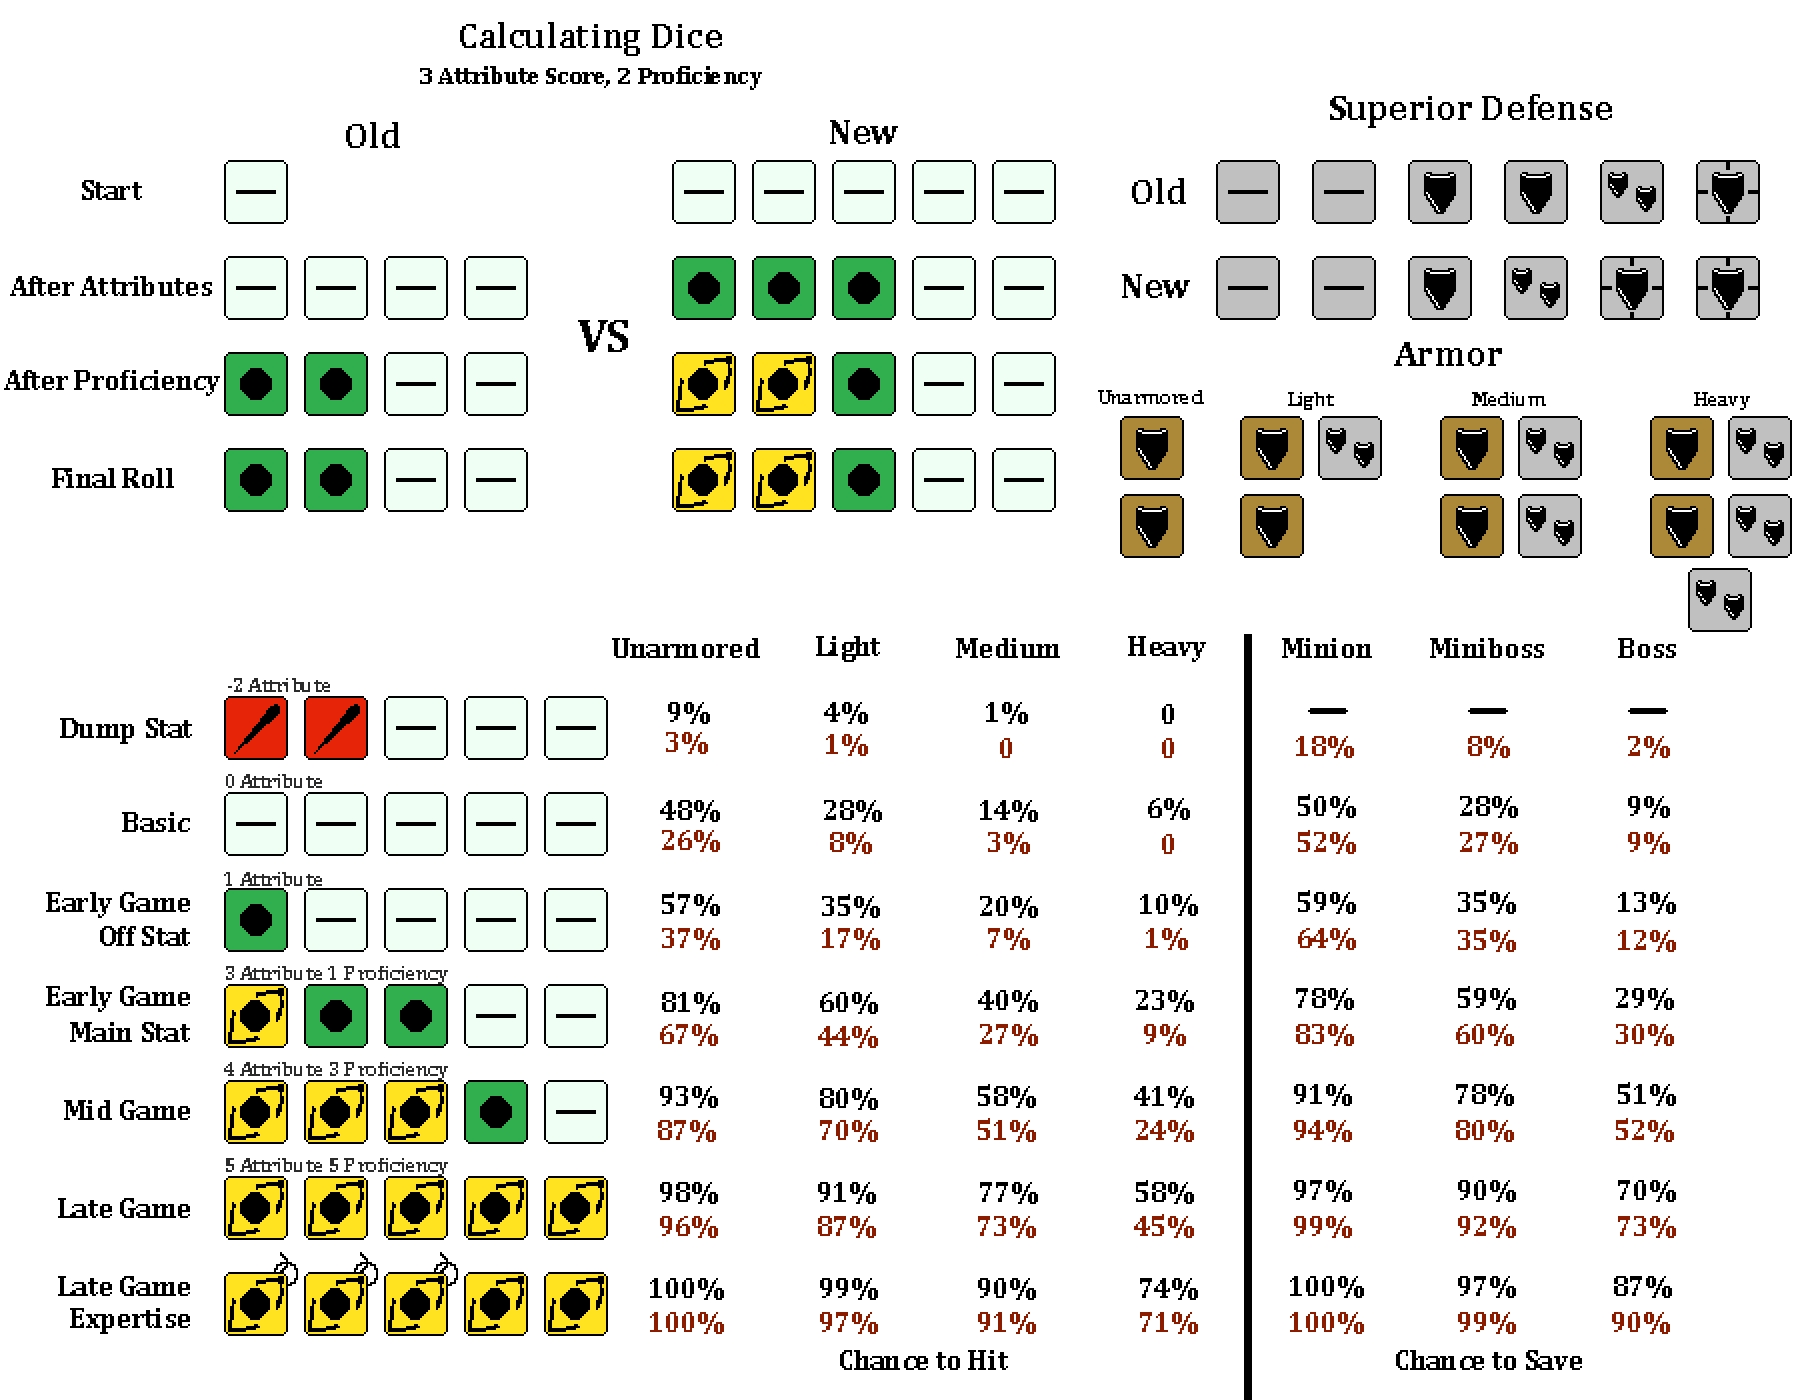 Calculating Dice
3 Attribute Score, 2 Proficiency
Old
New
Start
After Attributes
After Proficiency
Final Roll
VS
Superior Defense
Old
New
Armor
Unarmored Light Medium Heavy
Unarmored Light Medium Heavy Minion Miniboss Boss
-2 Attribute
Dump Stat
9% 4% 1% 0 — — —
3% 1% 0 0 18% 8% 2%
0 Attribute
Basic
48% 28% 14% 6% 50% 28% 9%
26% 8% 3% 0 52% 27% 9%
1 Attribute
Early Game
Off Stat
57% 35% 20% 10% 59% 35% 13%
37% 17% 7% 1% 64% 35% 12%
3 Attribute 1 Proficiency
Early Game
Main Stat
81% 60% 40% 23% 78% 59% 29%
67% 44% 27% 9% 83% 60% 30%
4 Attribute 3 Proficiency
Mid Game
93% 80% 58% 41% 91% 78% 51%
87% 70% 51% 24% 94% 80% 52%
5 Attribute 5 Proficiency
Late Game
98% 91% 77% 58% 97% 90% 70%
96% 87% 73% 45% 99% 92% 73%
Late Game
Expertise
100% 99% 90% 74% 100% 97% 87%
100% 97% 91% 71% 100% 99% 90%
Chance to Hit
Chance to Save